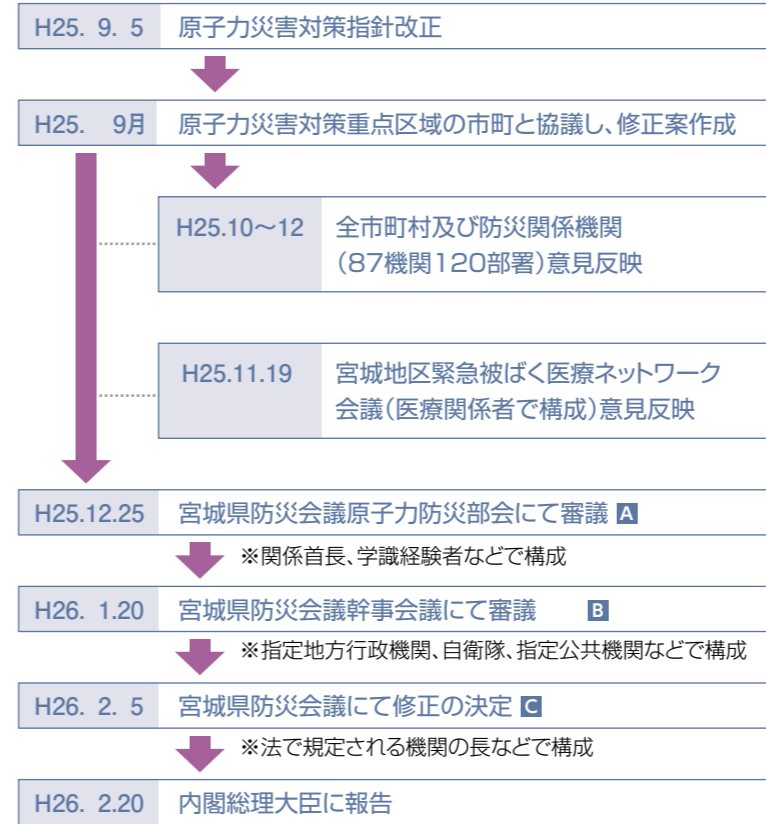 H25. 9. 5 原子力災害対策指針改正
H25. 9月 原子力災害対策重点区域の市町と協議し、修正案作成
H25.10～12 全市町村及び防災関係機関
（87機関120部署）意見反映
H25.11.19 宮城地区緊急被ばく医療ネットワーク
会議（医療関係者で構成）意見反映
H25.12.25 宮城県防災会議原子力防災部会にて審議 A
※関係首長、学識経験者などで構成
H26. 1.20 宮城県防災会議幹事会議にて審議 B
※指定地方行政機関、自衛隊、指定公共機関などで構成
H26. 2. 5 宮城県防災会議にて修正の決定 C
※法で規定される機関の長などで構成
H26. 2.20 内閣総理大臣に報告